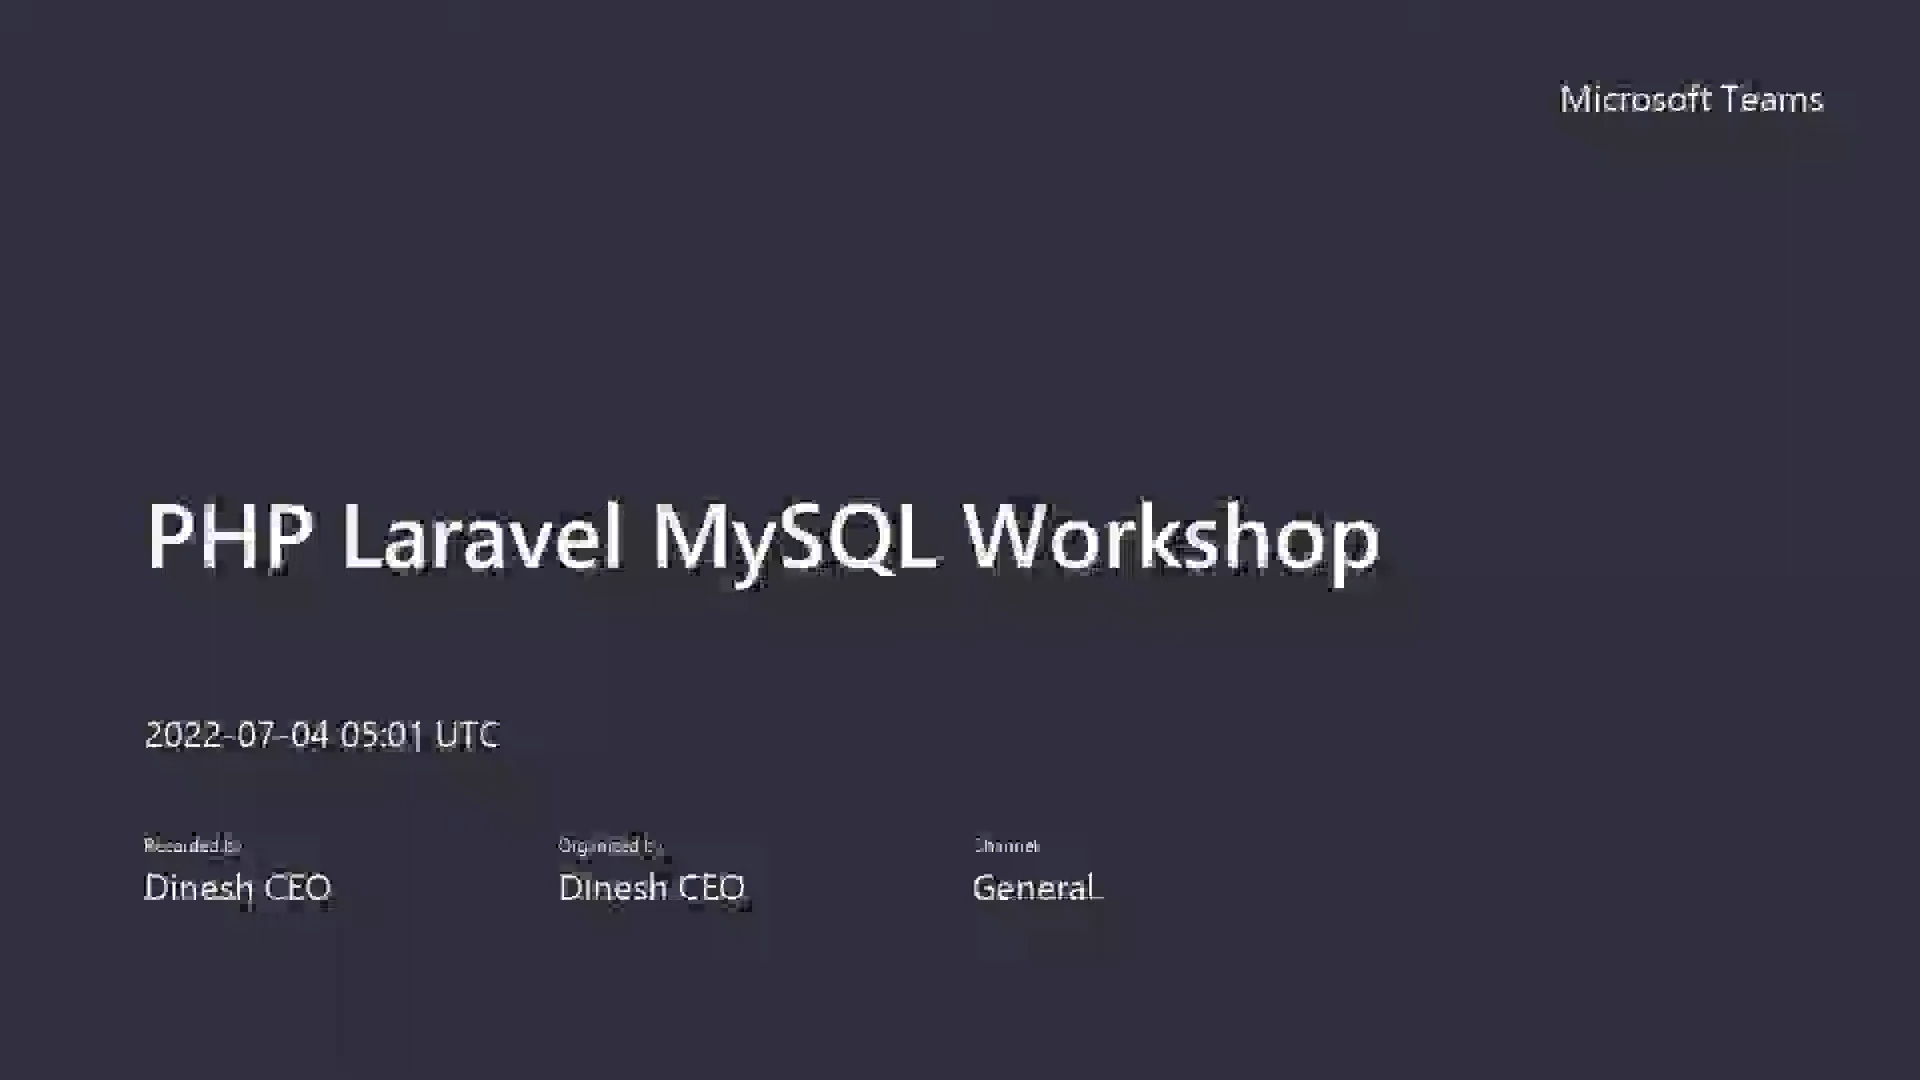 Microsoft Teams
PHP Laravel MySQL Workshop
2022-07-04 05:01 UTC
Recorded by
Organized by
Channel
Dinesh CEO
Dinesh CEO
General